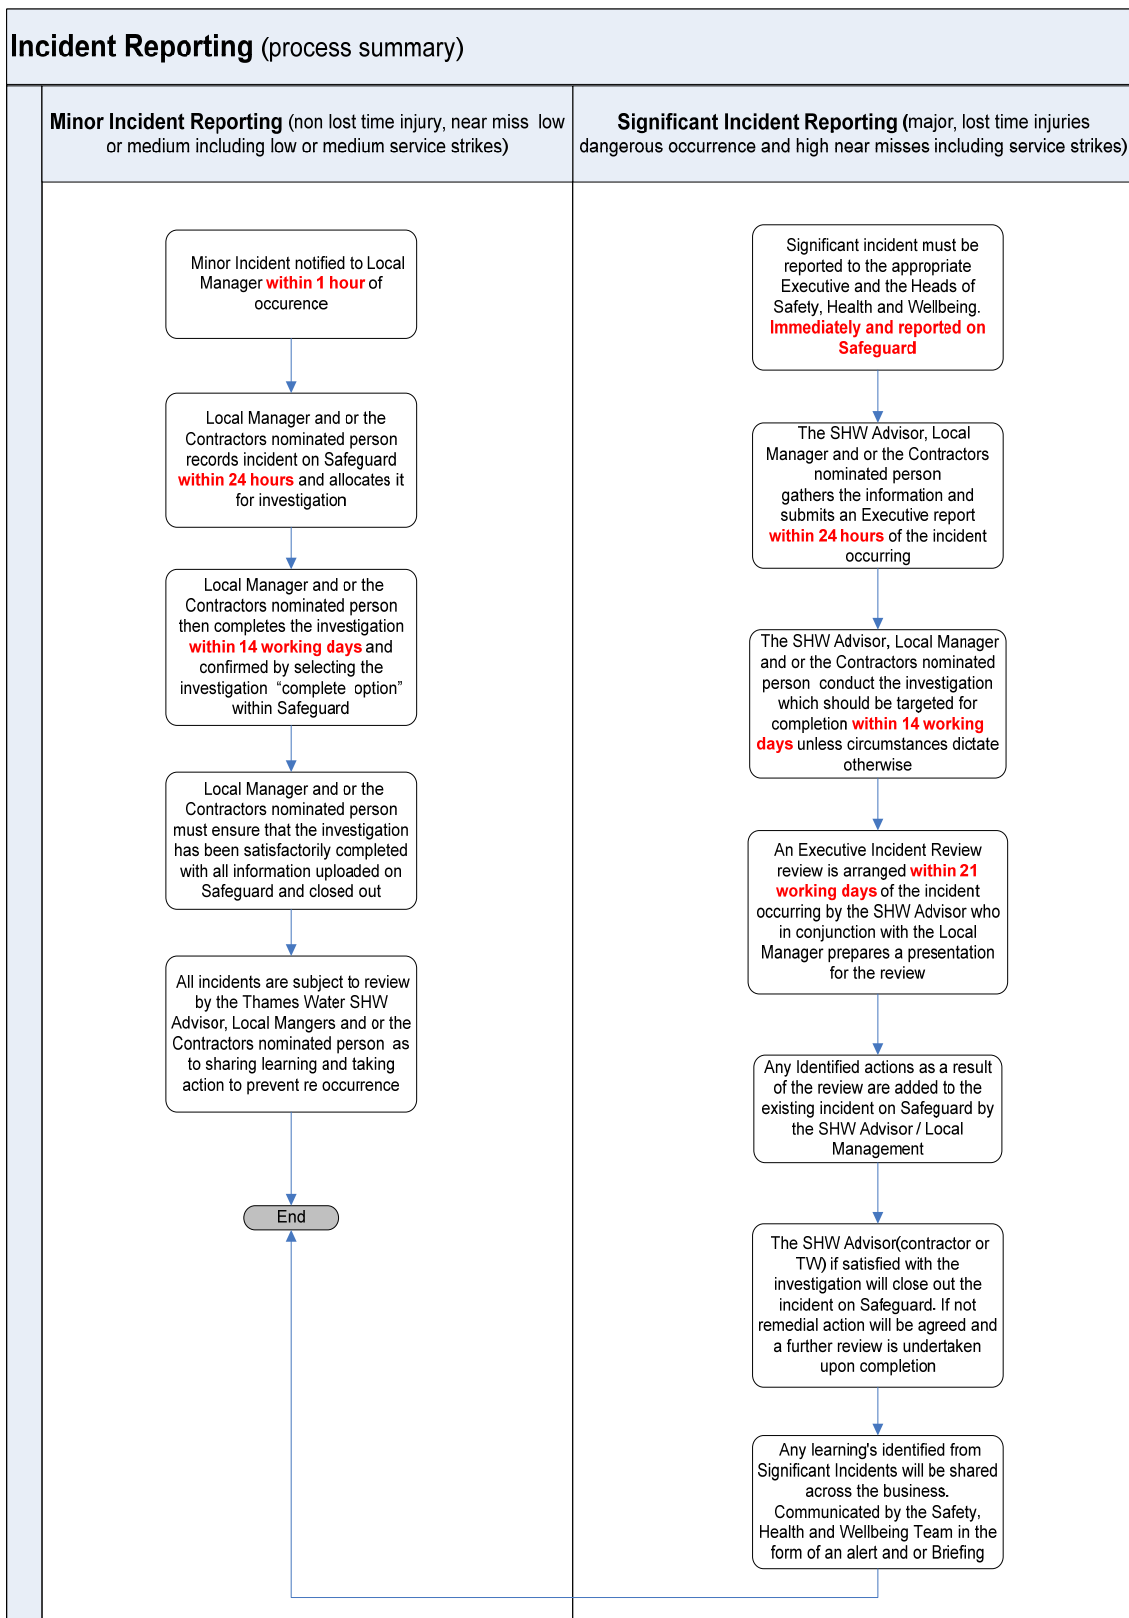 Incident Reporting (process summary)
Minor Incident Reporting (non lost time injury, near miss low
or medium including low or medium service strikes)
Minor Incident notified to Local
Manager within 1 hour of
occurence
Local Manager and or the
Contractors nominated person
records incident on Safeguard
within 24 hours and allocates it
for investigation
Local Manager and or the
Contractors nominated person
then completes the investigation
within 14 working days and
confirmed by selecting the
investigation “complete option”
within Safeguard
Local Manager and or the
Contractors nominated person
must ensure that the investigation
has been satisfactorily completed
with all information uploaded on
Safeguard and closed out
All incidents are subject to review
by the Thames Water SHW
Advisor, Local Mangers and or the
Contractors nominated person as
to sharing learning and taking
action to prevent re occurrence
End
Significant Incident Reporting (major, lost time injuries
dangerous occurrence and high near misses including service strikes)
Significant incident must be
reported to the appropriate
Executive and the Heads of
Safety, Health and Wellbeing.
Immediately and reported on
Safeguard
The SHW Advisor, Local
Manager and or the Contractors
nominated person
gathers the information and
submits an Executive report
within 24 hours of the incident
occurring
The SHW Advisor, Local Manager
and or the Contractors nominated
person conduct the investigation
which should be targeted for
completion within 14 working
days unless circumstances dictate
otherwise
An Executive Incident Review
review is arranged within 21
working days of the incident
occurring by the SHW Advisor who
in conjunction with the Local
Manager prepares a presentation
for the review
Any Identified actions as a result
of the review are added to the
existing incident on Safeguard by
the SHW Advisor / Local
Management
The SHW Advisor(contractor or
TW) if satisfied with the
investigation will close out the
incident on Safeguard. If not
remedial action will be agreed and
a further review is undertaken
upon completion
Any learning's identified from
Significant Incidents will be shared
across the business.
Communicated by the Safety,
Health and Wellbeing Team in the
form of an alert and or Briefing